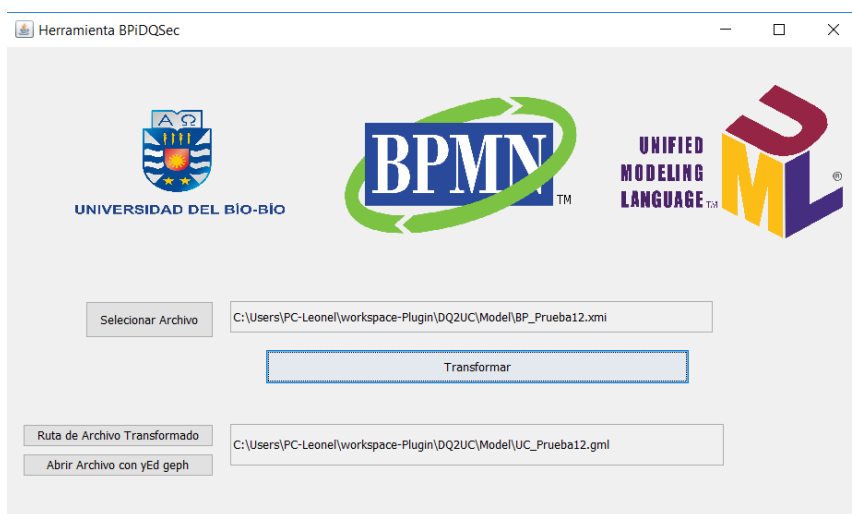 Herramienta BPiDQSec
ΑΩ
UNIVERSIDAD DEL BÍO-BÍO
BPMN TM
UNIFIED
MODELING
LANGUAGE TM
UML ®
Selecionar Archivo
C:\Users\PC-Leonel\workspace-Plugin\DQ2UC\Model\BP_Prueba12.xmi
Transformar
Ruta de Archivo Transformado
C:\Users\PC-Leonel\workspace-Plugin\DQ2UC\Model\UC_Prueba12.gml
Abrir Archivo con yEd geph